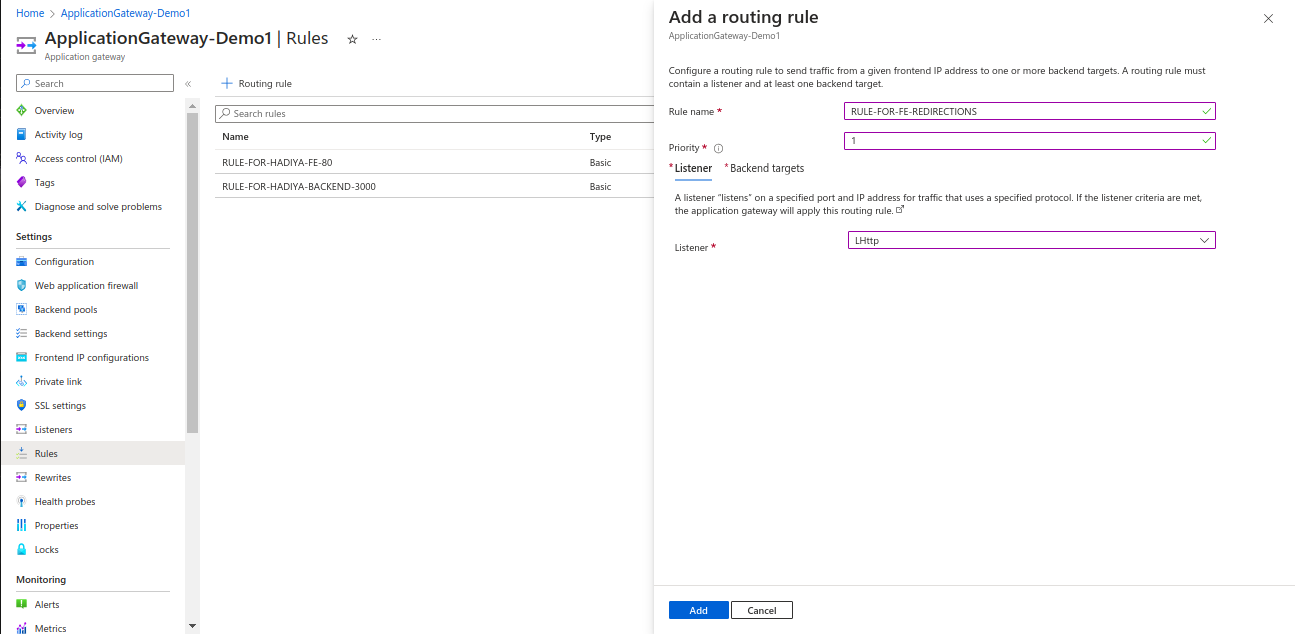 Home > ApplicationGateway-Demo1
ApplicationGateway-Demo1 | Rules ☆ ...
Application gateway
Search «
Overview
Activity log
Access control (IAM)
Tags
Diagnose and solve problems
Settings
Configuration
Web application firewall
Backend pools
Backend settings
Frontend IP configurations
Private link
SSL settings
Listeners
Rules
Rewrites
Health probes
Properties
Locks
Monitoring
Alerts
Metrics
+ Routing rule
Search rules
Name Type
RULE-FOR-HADIYA-FE-80 Basic
RULE-FOR-HADIYA-BACKEND-3000 Basic
Add a routing rule
ApplicationGateway-Demo1
Configure a routing rule to send traffic from a given frontend IP address to one or more backend targets. A routing rule must
contain a listener and at least one backend target.
Rule name * RULE-FOR-FE-REDIRECTIONS
Priority * 1
* Listener * Backend targets
A listener “listens” on a specified port and IP address for traffic that uses a specified protocol. If the listener criteria are met,
the application gateway will apply this routing rule.
Listener * LHttp
Add Cancel